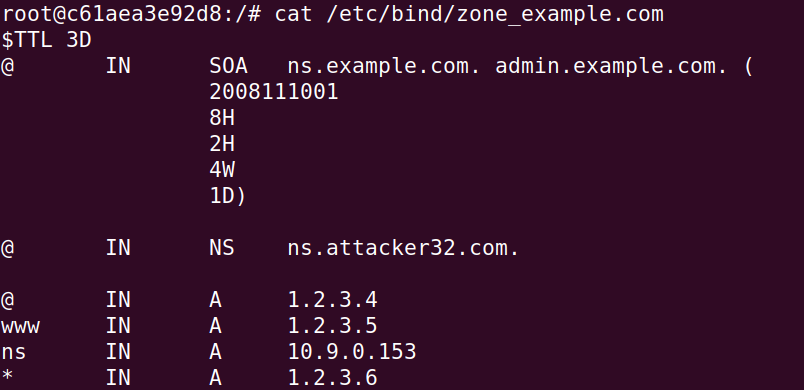 root@c61aea3e92d8:/# cat /etc/bind/zone_example.com
$TTL 3D
@       IN      SOA   ns.example.com. admin.example.com. (
                2008111001
                8H
                2H
                4W
                1D)

@       IN      NS    ns.attacker32.com.

@       IN      A     1.2.3.4
www     IN      A     1.2.3.5
ns      IN      A     10.9.0.153
*       IN      A     1.2.3.6